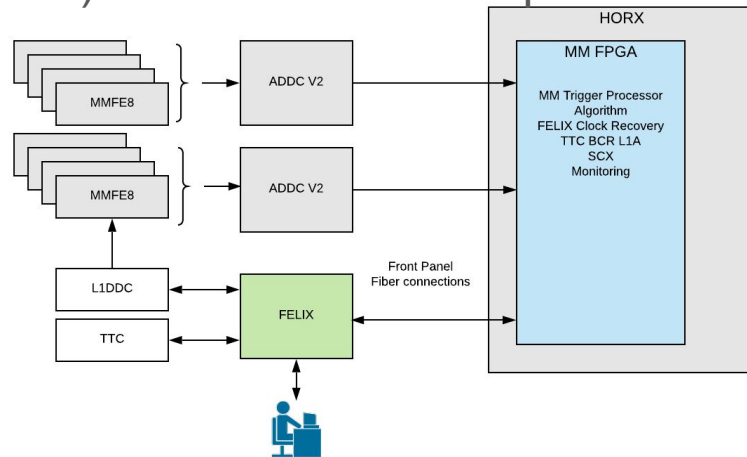 HORX
MMFE8
ADDC V2
MM FPGA
MM Trigger Processor
Algorithm
FELIX Clock Recovery
TTC BCR L1A
SCX
Monitoring
MMFE8
ADDC V2
Front Panel
Fiber connections
L1DDC
FELIX
TTC